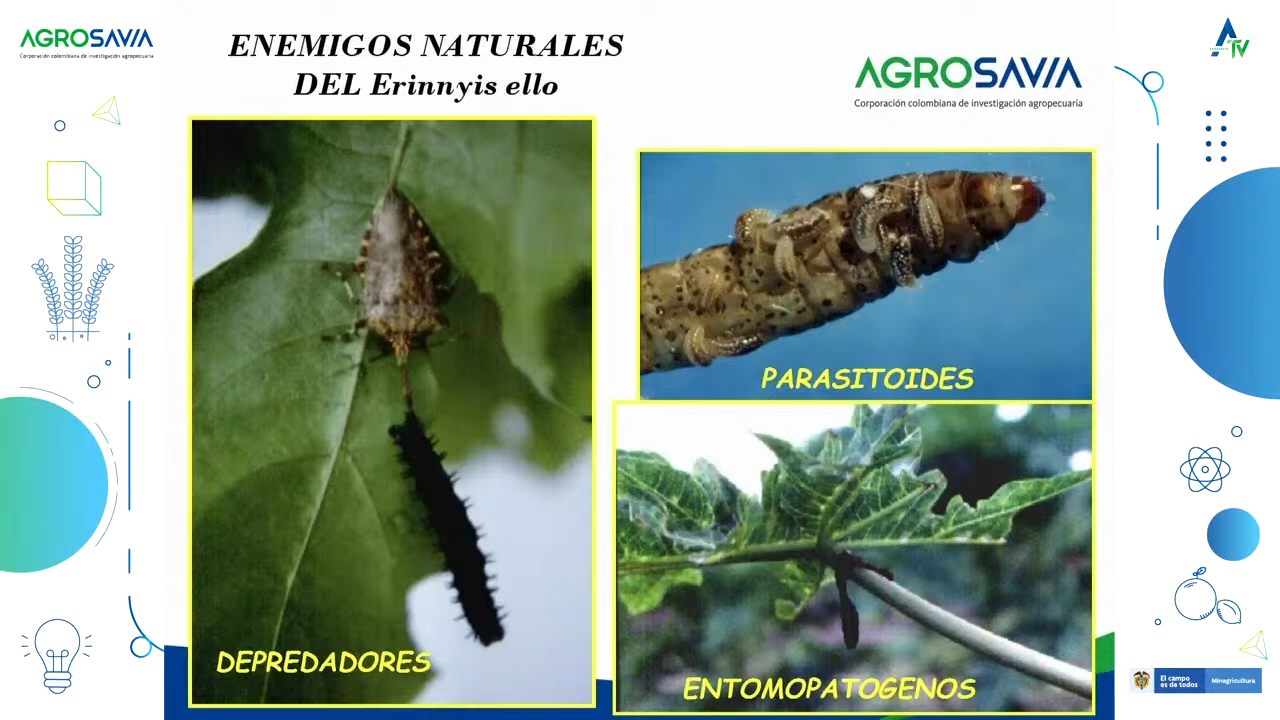 AGROSAVIA
Corporación colombiana de investigación agropecuaria
ENEMIGOS NATURALES
DEL Erinnyis ello
AGROSAVIA
Corporación colombiana de investigación agropecuaria
TV
PARASITOIDES
DEPREDADORES
ENTOMOPATOGENOS
El campo
es de todos
Minagricultura